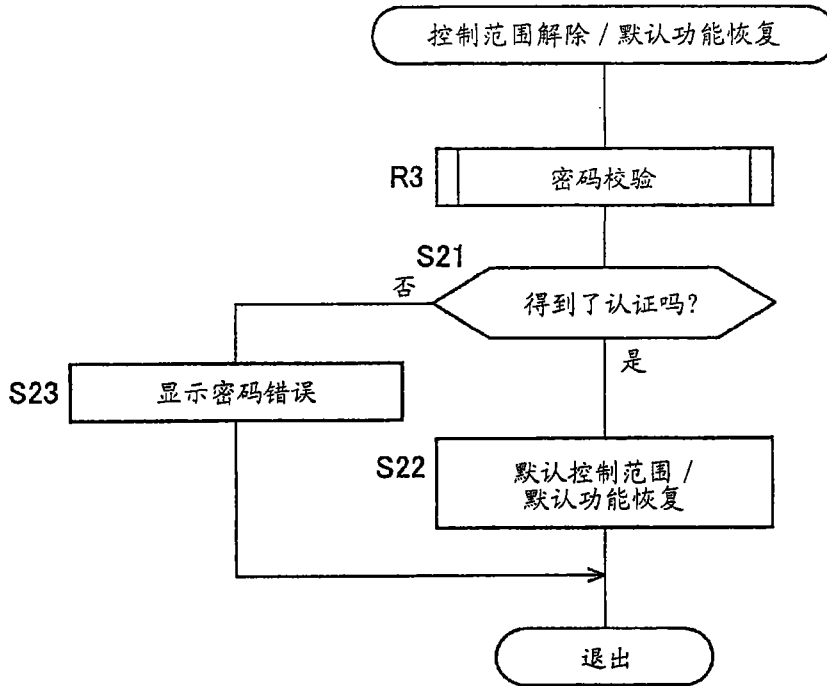 控制范围解除 / 默认功能恢复
R3
密码校验
S21
否
得到了认证吗?
是
S23
显示密码错误
S22
默认控制范围 /
默认功能恢复
退出